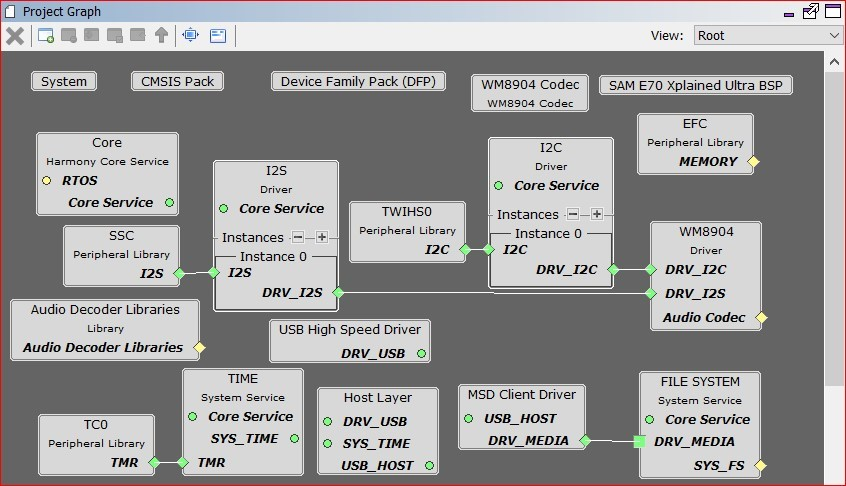 Project Graph
View: Root
System
CMSIS Pack
Device Family Pack (DFP)
WM8904 Codec
WM8904 Codec
SAM E70 Xplained Ultra BSP
Core
Harmony Core Service
RTOS
Core Service
I2S
Driver
Core Service
Instances
Instance 0
I2S
DRV_I2S
I2C
Driver
Core Service
Instances
Instance 0
I2C
DRV_I2C
EFC
Peripheral Library
MEMORY
SSC
Peripheral Library
I2S
TWIHS0
Peripheral Library
I2C
WM8904
Driver
DRV_I2C
DRV_I2S
Audio Codec
Audio Decoder Libraries
Library
Audio Decoder Libraries
USB High Speed Driver
DRV_USB
TIME
System Service
Core Service
SYS_TIME
TMR
TC0
Peripheral Library
TMR
Host Layer
DRV_USB
SYS_TIME
USB_HOST
MSD Client Driver
USB_HOST
DRV_MEDIA
FILE SYSTEM
System Service
Core Service
DRV_MEDIA
SYS_FS